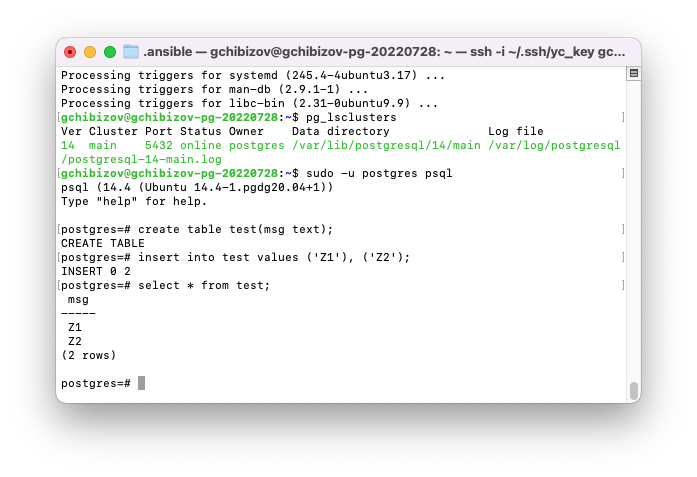 .ansible — gchibizov@gchibizov-pg-20220728: ~ — ssh -i ~/.ssh/yc_key gc...
Processing triggers for systemd (245.4-4ubuntu3.17) ...
Processing triggers for man-db (2.9.1-1) ...
Processing triggers for libc-bin (2.31-0ubuntu9.9) ...
[gchibizov@gchibizov-pg-20220728:~$ pg_lsclusters ]
Ver Cluster Port Status Owner    Data directory              Log file
14  main    5432 online postgres /var/lib/postgresql/14/main /var/log/postgresql
/postgresql-14-main.log
[gchibizov@gchibizov-pg-20220728:~$ sudo -u postgres psql ]
psql (14.4 (Ubuntu 14.4-1.pgdg20.04+1))
Type "help" for help.
[postgres=# create table test(msg text); ]
CREATE TABLE
[postgres=# insert into test values ('Z1'), ('Z2'); ]
INSERT 0 2
[postgres=# select * from test; ]
msg
-----
Z1
Z2
(2 rows)
postgres=#